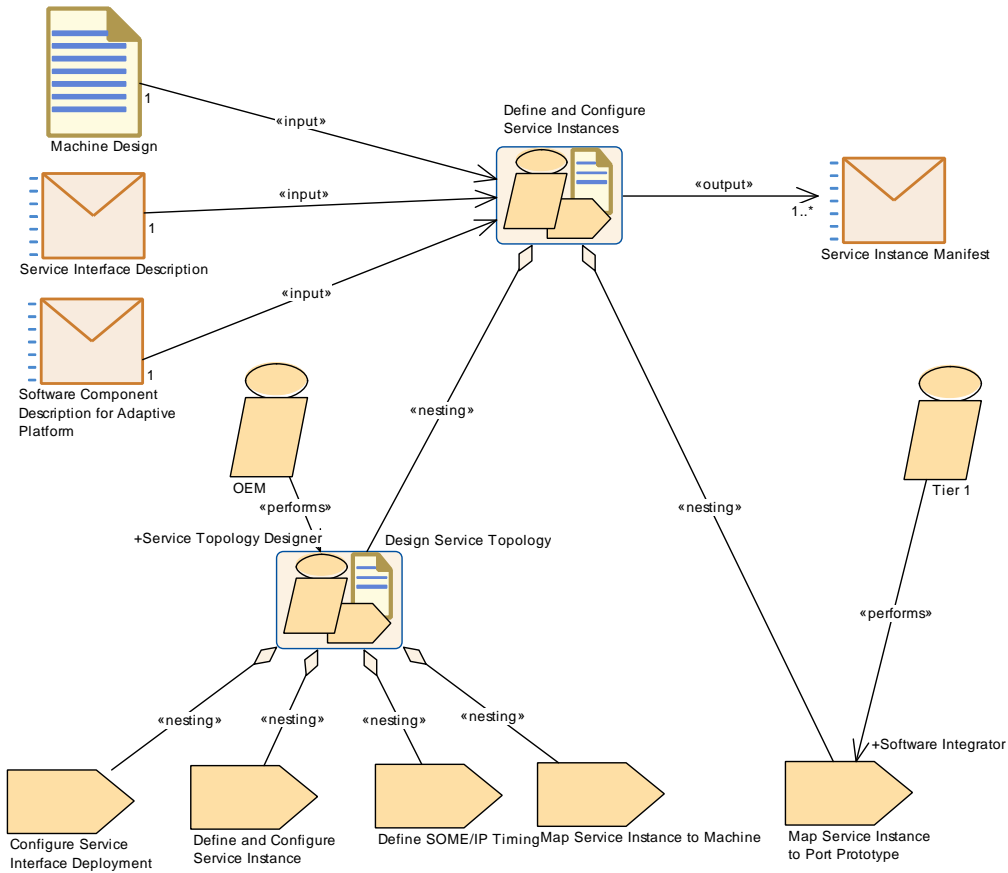 1
Machine Design
«input»
Define and Configure
Service Instances
«input»
1
Service Interface Description
«output»
1..*
Service Instance Manifest
«input»
1
Software Component
Description for Adaptive
Platform
«nesting»
OEM
«performs»
Tier 1
«nesting»
+Service Topology Designer
Design Service Topology
«performs»
«nesting»
«nesting»
«nesting»
«nesting»
+Software Integrator
Configure Service
Interface Deployment
Define and Configure
Service Instance
Define SOME/IP Timing
Map Service Instance to Machine
Map Service Instance
to Port Prototype